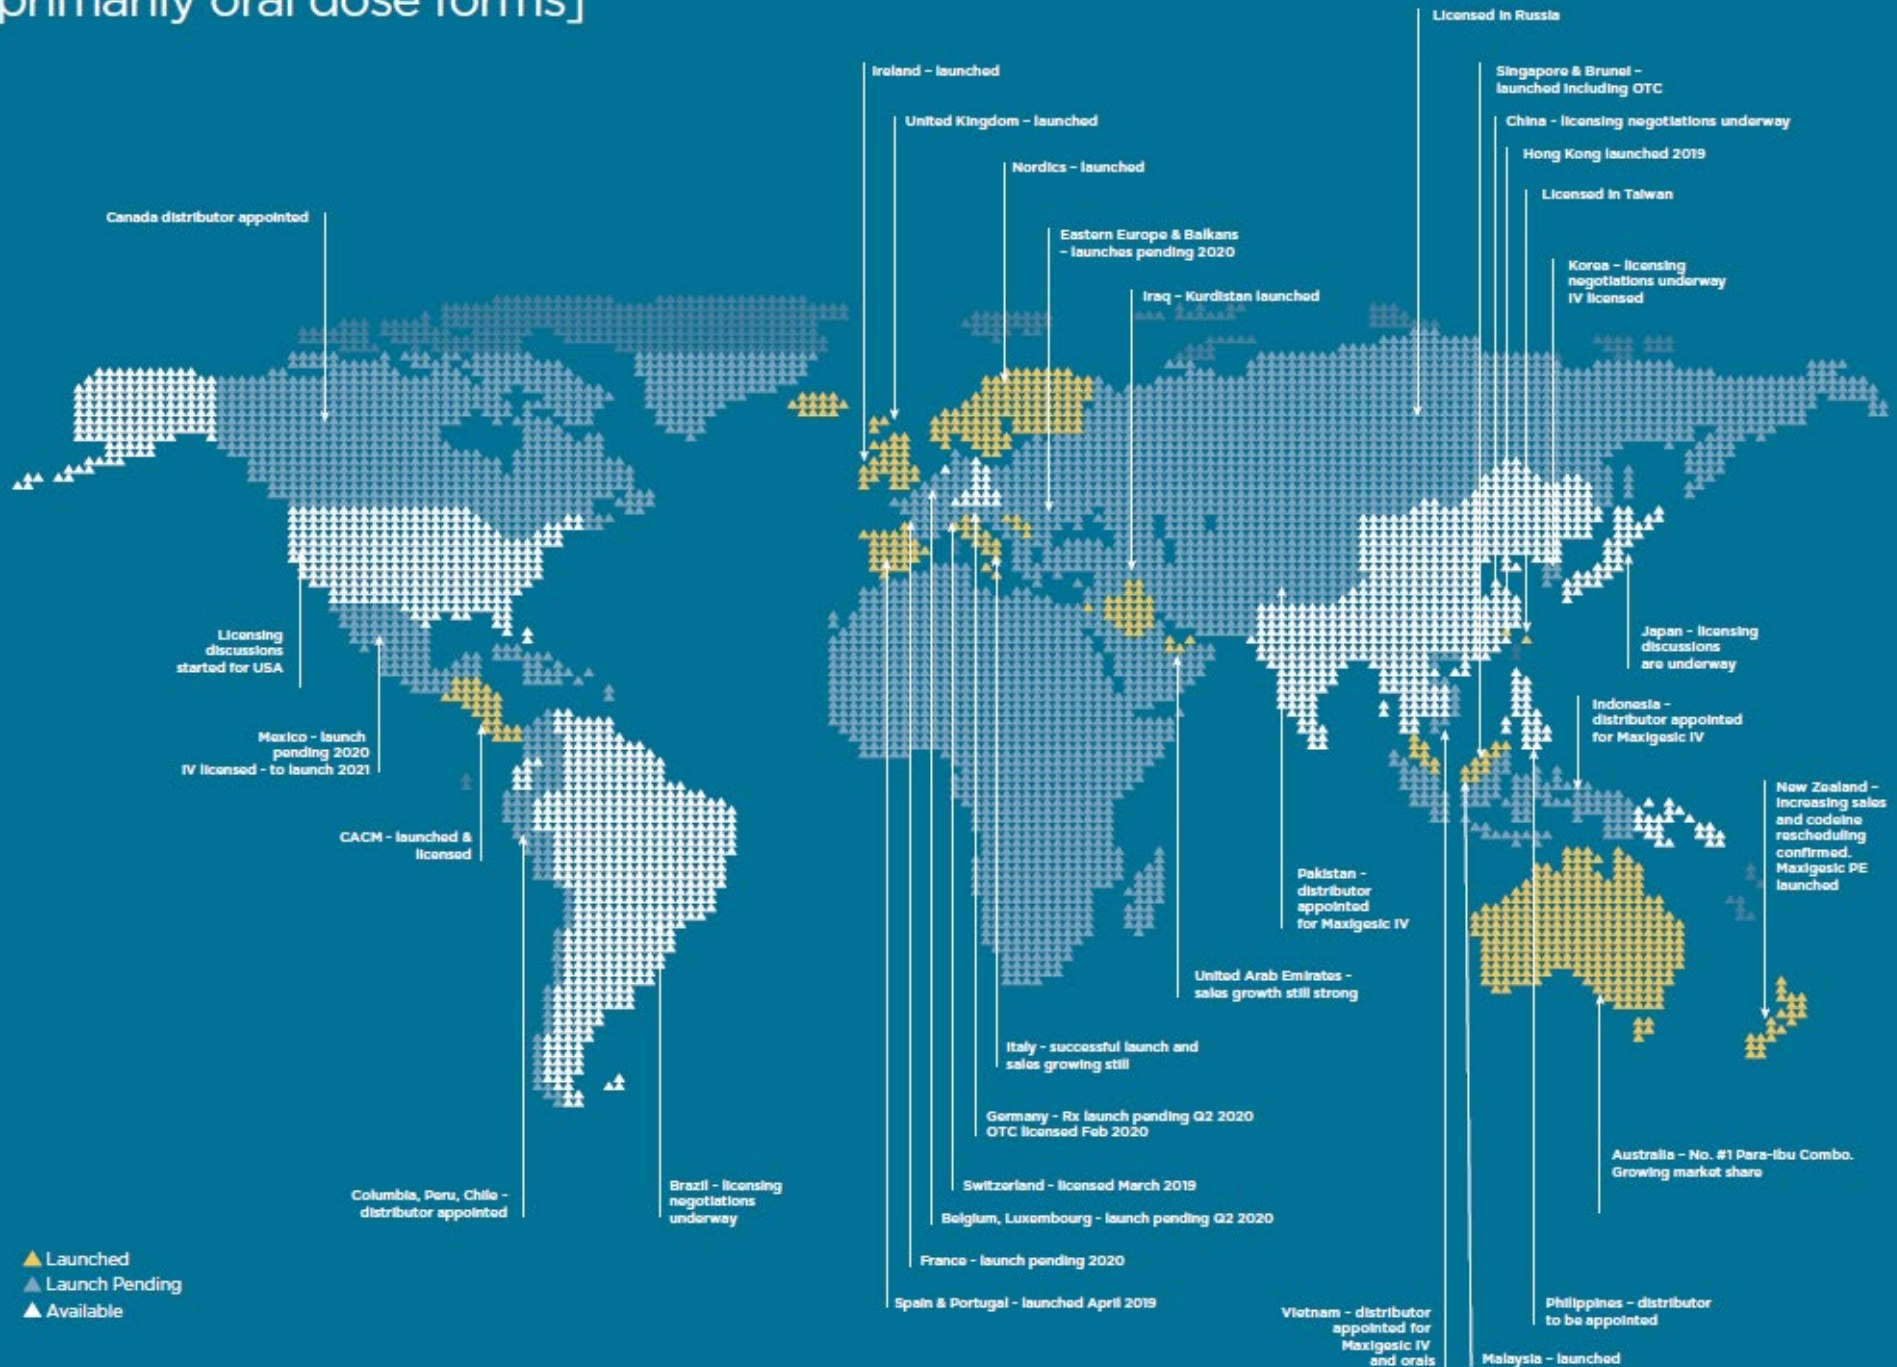 primarily oral dose forms]
Licensed in Russia
Ireland – launched
Singapore & Brunei –
launched including OTC
United Kingdom – launched
China - licensing negotiations underway
Nordics – launched
Hong Kong launched 2019
Licensed in Taiwan
Canada distributor appointed
Eastern Europe & Balkans
– launches pending 2020
Korea – licensing
negotiations underway
IV licensed
Iraq – Kurdistan launched
Licensing
discussions
started for USA
Japan - licensing
discussions
are underway
Mexico - launch
pending 2020
IV licensed - to launch 2021
Indonesia -
distributor appointed
for Maxigesic IV
CACM - launched &
licensed
New Zealand –
increasing sales
and codeine
rescheduling
confirmed.
Maxigesic PE
launched
Pakistan -
distributor
appointed
for Maxigesic IV
United Arab Emirates -
sales growth still strong
Italy - successful launch and
sales growing still
Germany - Rx launch pending Q2 2020
OTC licensed Feb 2020
Australia – No. #1 Para-Ibu Combo.
Growing market share
Columbia, Peru, Chile -
distributor appointed
Brazil - licensing
negotiations
underway
Switzerland - licensed March 2019
Belgium, Luxembourg - launch pending Q2 2020
France - launch pending 2020
Spain & Portugal - launched April 2019
Launched
Launch Pending
Available
Vietnam - distributor
appointed for
Maxigesic IV
and orals
Philippines – distributor
to be appointed
Malaysia – launched